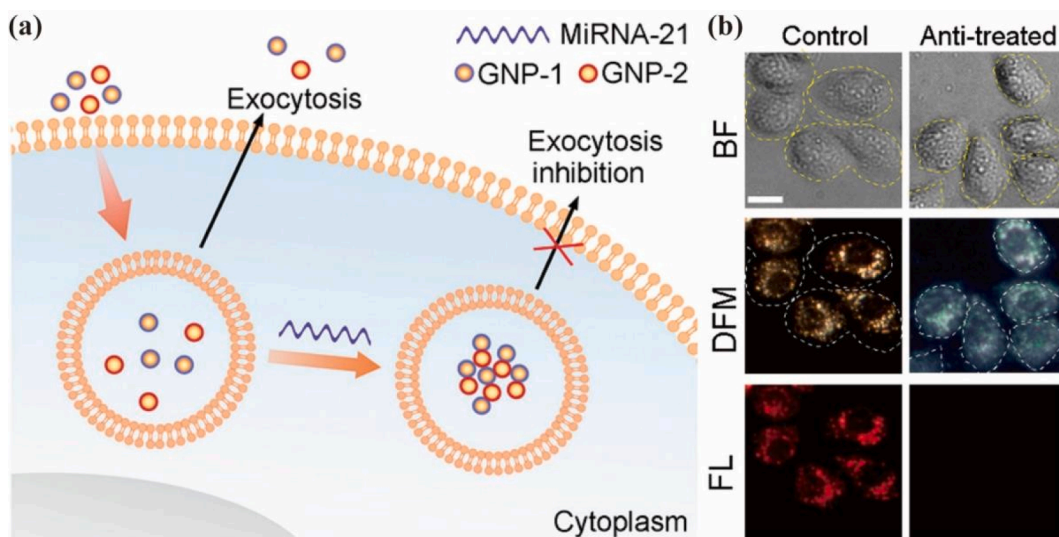 (a)
MiRNA-21
GNP-1 GNP-2
Exocytosis
Exocytosis
inhibition
Cytoplasm
(b)
Control Anti-treated
BF
DFM
FL